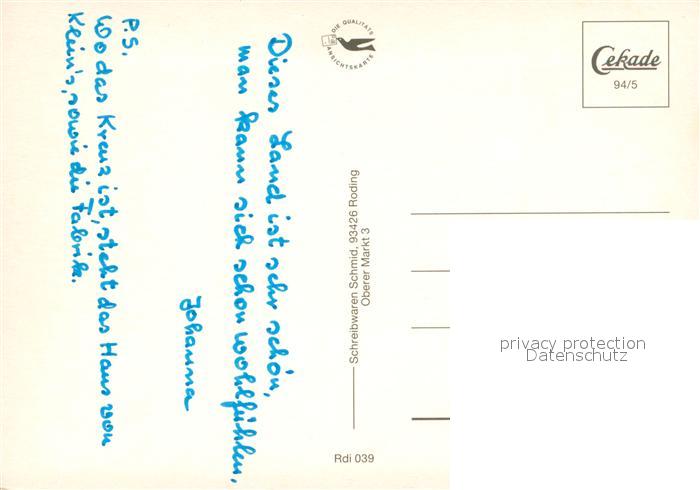 Dieses Land ist sehr schön,
man kann sich schon wohlfühlen.
Johanna
P.S.
Wo das Kreuz ist, steht das Haus von
Klein's, sowie die Fabrik.
DIE QUALITÄTS
ANSICHTSKARTE
Schreibwaren Schmid, 93426 Roding
Oberer Markt 3
Rdi 039
Cekade
94/5
privacy protection
Datenschutz